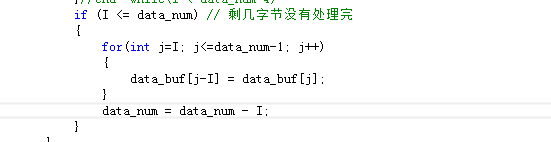 if (I <= data_num) // 剩几字节没有处理完
{
for(int j=I; j<=data_num-1; j++)
{
data_buf[j-I] = data_buf[j];
}
data_num = data_num - I;
}